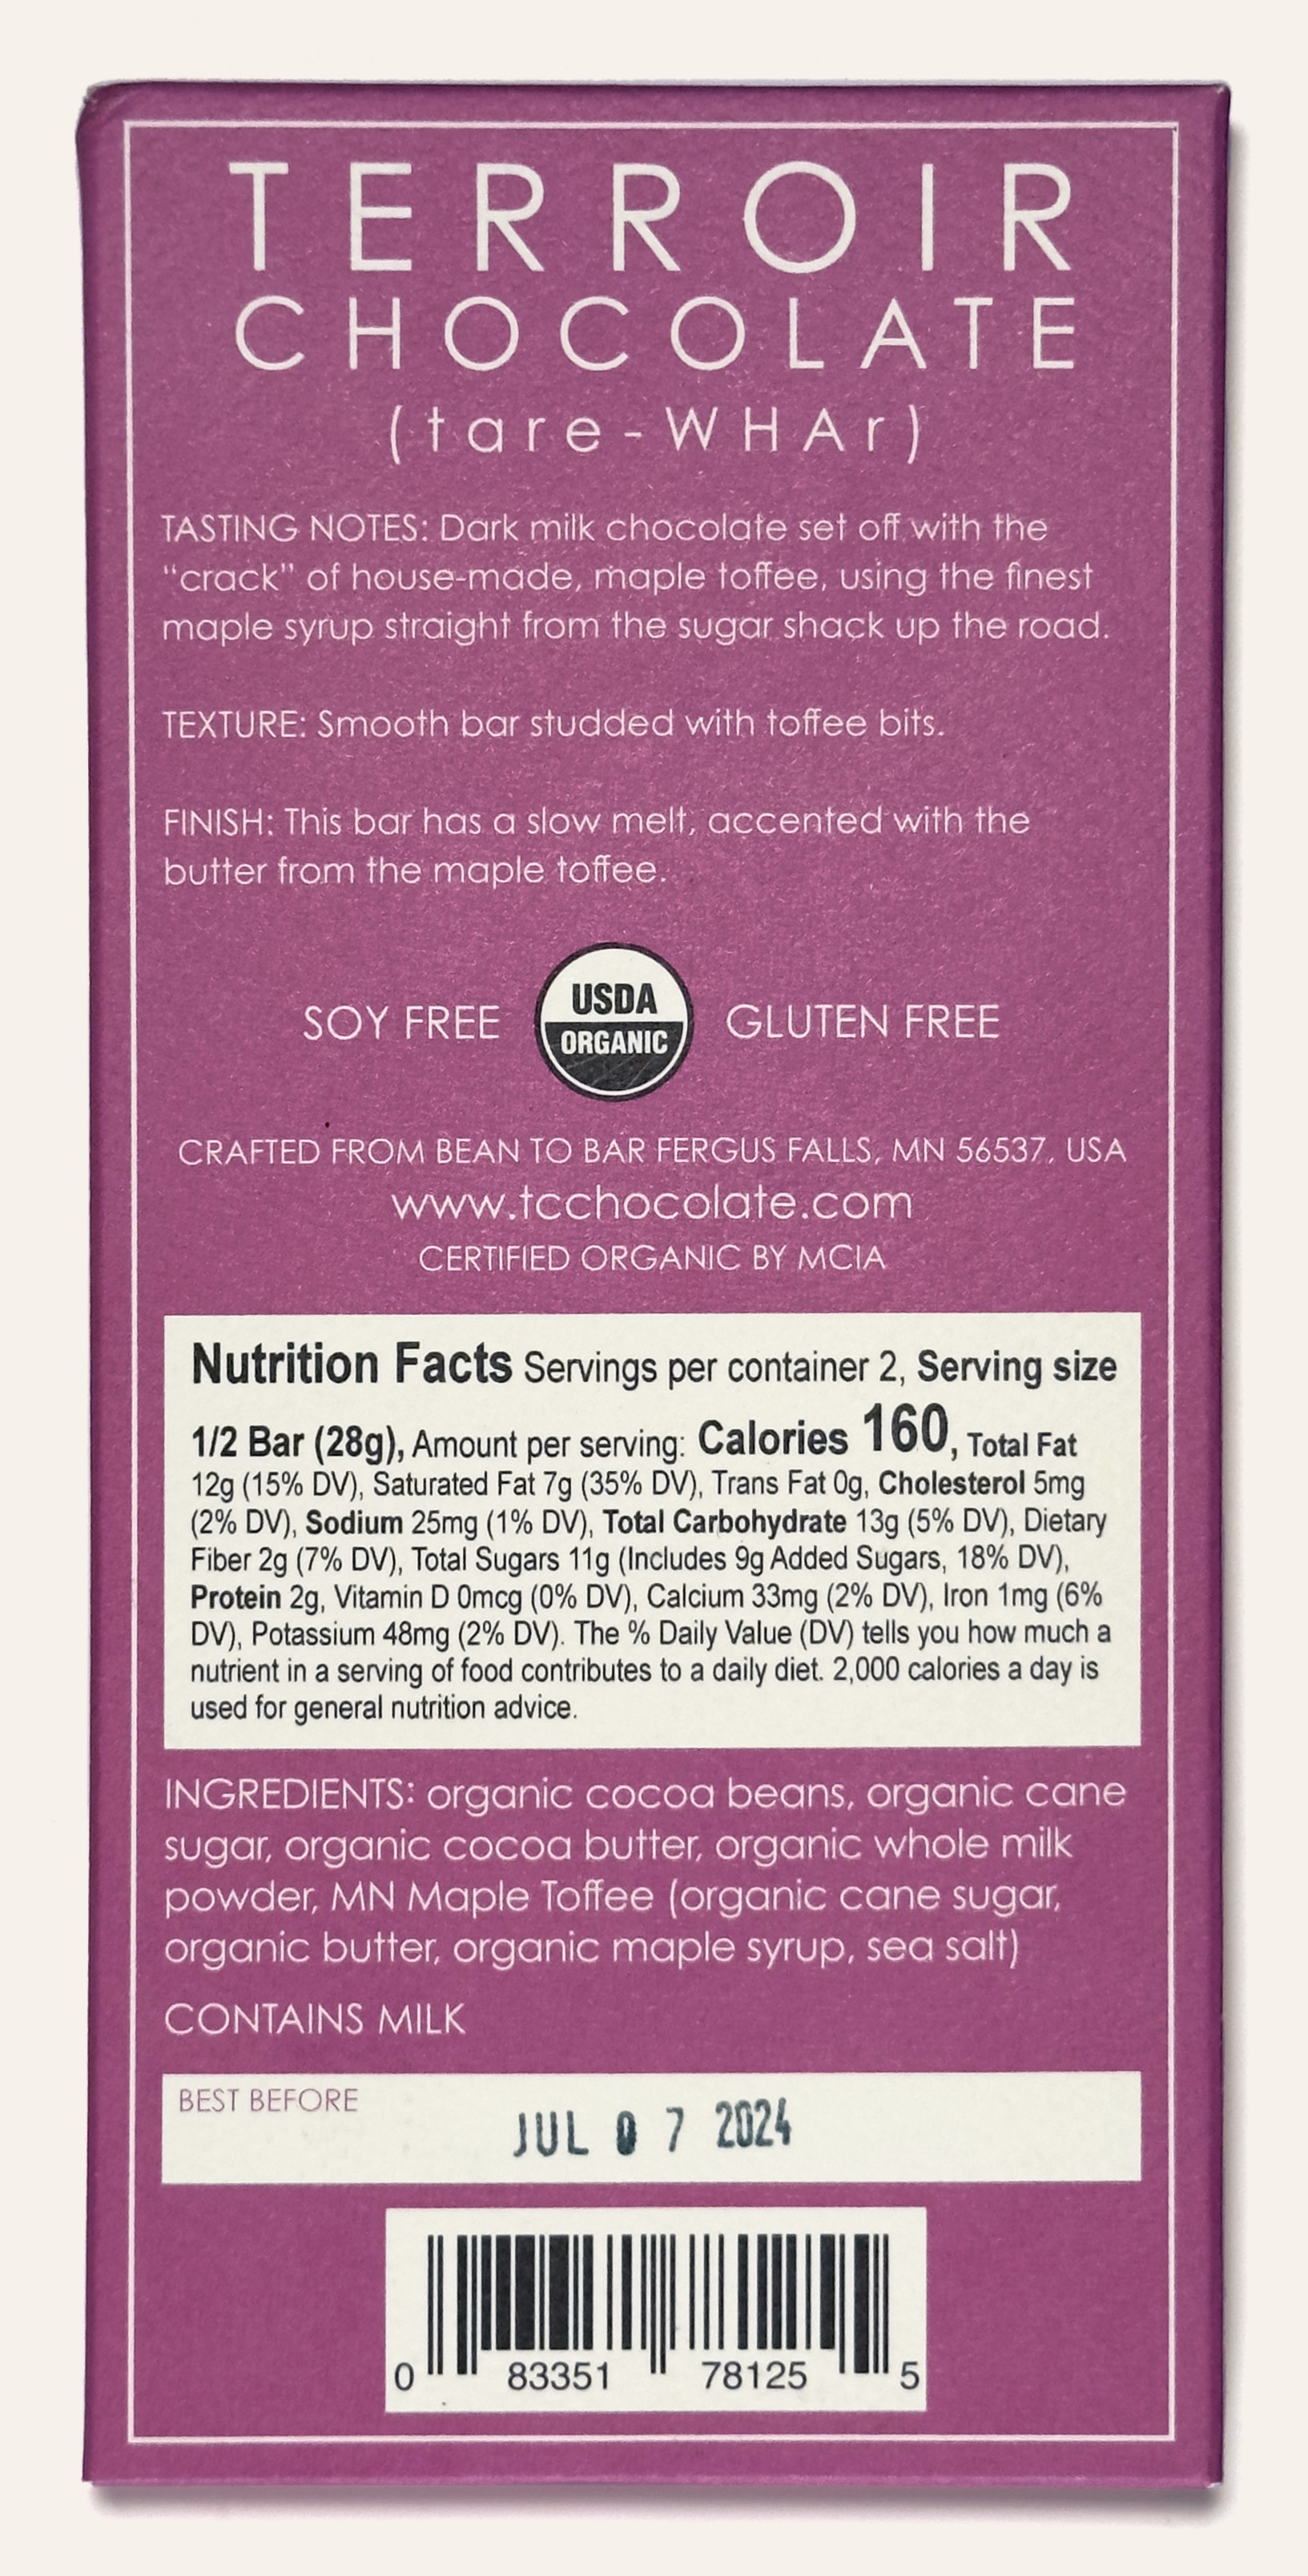 TERROIR
CHOCOLATE
(tare-WHAr)
TASTING NOTES: Dark milk chocolate set off with the
“crack” of house-made, maple toffee, using the finest
maple syrup straight from the sugar shack up the road.
TEXTURE: Smooth bar studded with toffee bits.
FINISH: This bar has a slow melt, accented with the
butter from the maple toffee.
SOY FREE USDA ORGANIC GLUTEN FREE
CRAFTED FROM BEAN TO BAR FERGUS FALLS, MN 56537, USA
www.tcchocolate.com
CERTIFIED ORGANIC BY MCIA
Nutrition Facts Servings per container 2, Serving size
1/2 Bar (28g), Amount per serving: Calories 160, Total Fat
12g (15% DV), Saturated Fat 7g (35% DV), Trans Fat 0g, Cholesterol 5mg
(2% DV), Sodium 25mg (1% DV), Total Carbohydrate 13g (5% DV), Dietary
Fiber 2g (7% DV), Total Sugars 11g (Includes 9g Added Sugars, 18% DV),
Protein 2g, Vitamin D 0mcg (0% DV), Calcium 33mg (2% DV), Iron 1mg (6%
DV), Potassium 48mg (2% DV). The % Daily Value (DV) tells you how much a
nutrient in a serving of food contributes to a daily diet. 2,000 calories a day is
used for general nutrition advice.
INGREDIENTS: organic cocoa beans, organic cane
sugar, organic cocoa butter, organic whole milk
powder, MN Maple Toffee (organic cane sugar,
organic butter, organic maple syrup, sea salt)
CONTAINS MILK
BEST BEFORE
JUL 07 2024
0 83351 78125 5